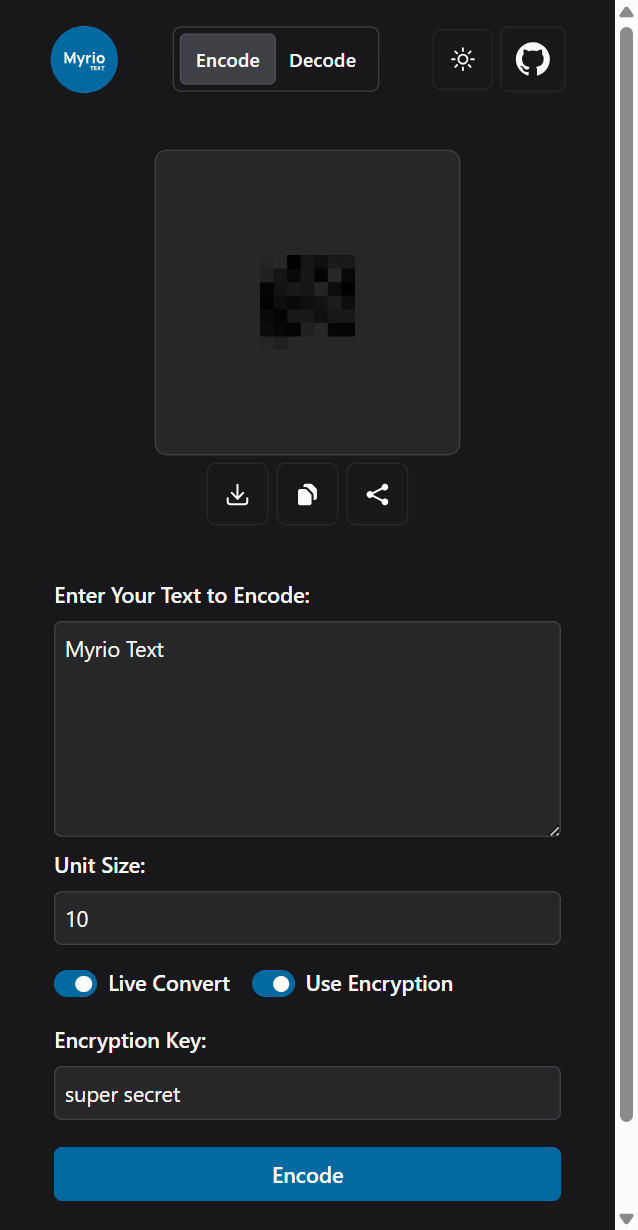 Myrio
TEXT
Encode Decode
Enter Your Text to Encode:
Myrio Text
Unit Size:
10
Live Convert Use Encryption
Encryption Key:
super secret
Encode